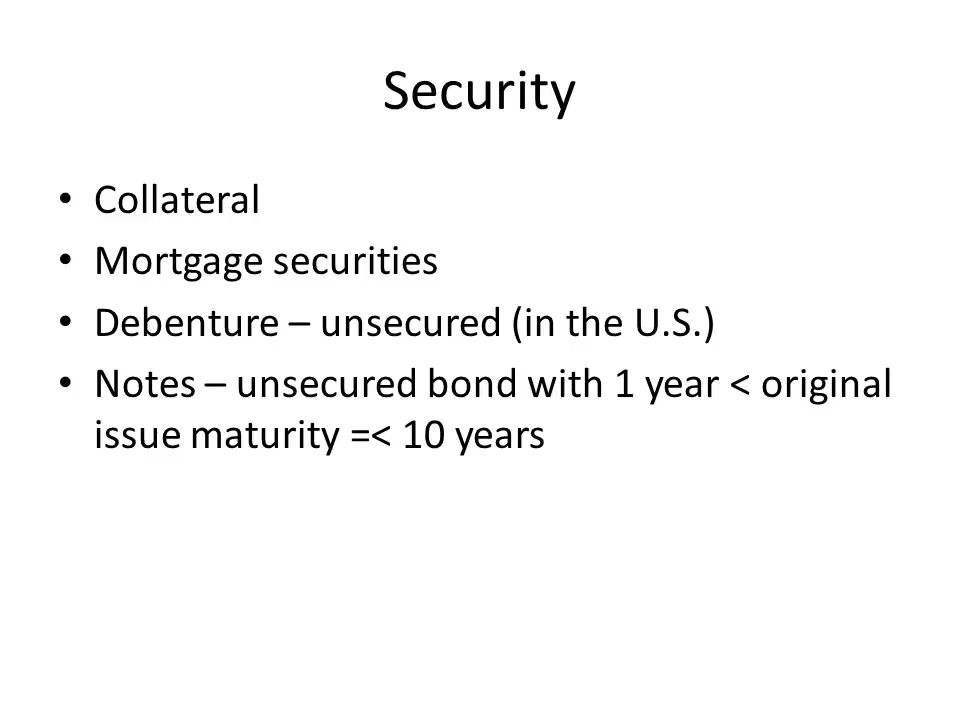 Security
• Collateral
• Mortgage securities
• Debenture – unsecured (in the U.S.)
• Notes – unsecured bond with 1 year < original
issue maturity =< 10 years